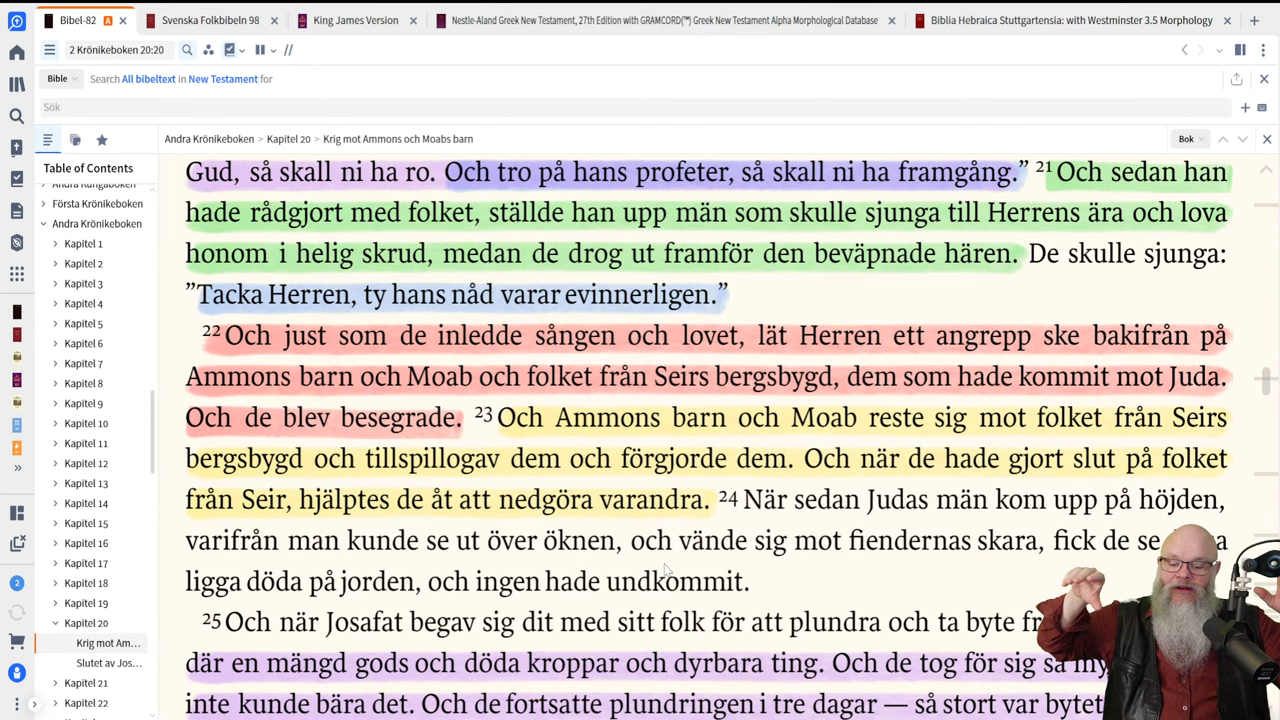 Bibel-82
A
Svenska Folkbibeln 98
King James Version
Nestle-Aland Greek New Testament, 27th Edition with GRAMCORD(™) Greek New Testament Alpha Morphological Database
Biblia Hebraica Stuttgartensia: with Westminster 3.5 Morphology
2 Krönikeboken 20:20
Bible
Search All bibeltext in New Testament for
Sök
Andra Krönikeboken > Kapitel 20 > Krig mot Ammons och Moabs barn
Bok
Table of Contents
Andra Kungaboken
Första Krönikeboken
Andra Krönikeboken
Kapitel 1
Kapitel 2
Kapitel 3
Kapitel 4
Kapitel 5
Kapitel 6
Kapitel 7
Kapitel 8
Kapitel 9
Kapitel 10
Kapitel 11
Kapitel 12
Kapitel 13
Kapitel 14
Kapitel 15
Kapitel 16
Kapitel 17
Kapitel 18
Kapitel 19
Kapitel 20
Krig mot Am...
Slutet av Jos...
Kapitel 21
Kapitel 22
2
Gud, så skall ni ha ro. Och tro på hans profeter, så skall ni ha framgång.” 21 Och sedan han
hade rådgjort med folket, ställde han upp män som skulle sjunga till Herrens ära och lova
honom i helig skrud, medan de drog ut framför den beväpnade hären. De skulle sjunga:
”Tacka Herren, ty hans nåd varar evinnerligen.”
22 Och just som de inledde sången och lovet, lät Herren ett angrepp ske bakifrån på
Ammons barn och Moab och folket från Seirs bergsbygd, dem som hade kommit mot Juda.
Och de blev besegrade. 23 Och Ammons barn och Moab reste sig mot folket från Seirs
bergsbygd och tillspillogav dem och förgjorde dem. Och när de hade gjort slut på folket
från Seir, hjälptes de åt att nedgöra varandra. 24 När sedan Judas män kom upp på höjden,
varifrån man kunde se ut över öknen, och vände sig mot fiendernas skara, fick de se
ligga döda på jorden, och ingen hade undkommit.
25 Och när Josafat begav sig dit med sitt folk för att plundra och ta byte
där en mängd gods och döda kroppar och dyrbara ting. Och de tog för sig så
inte kunde bära det. Och de fortsatte plundringen i tre dagar — så stort var bytet